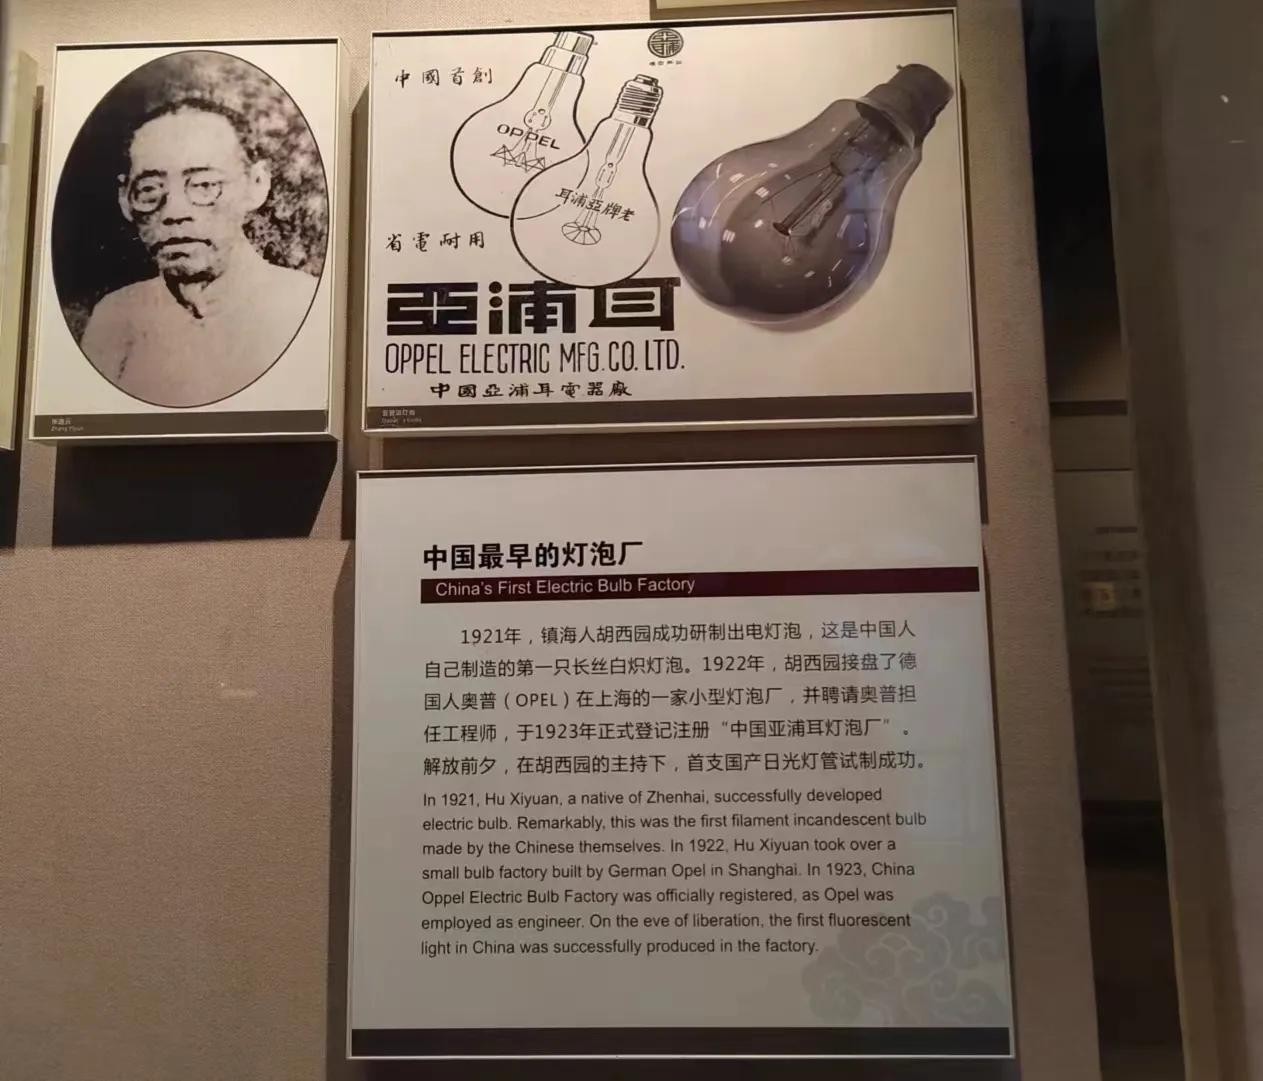 中國首創
OPPEL
耳浦亞牌老
省電耐用
亞浦耳
OPPEL ELECTRIC MFG.CO.LTD.
中國亞浦耳電器廠
中国最早的灯泡厂
China's First Electric Bulb Factory
1921年，镇海人胡西园成功研制出电灯泡，这是中国人
自己制造的第一只长丝白炽灯泡。1922年，胡西园接盘了德
国人奥普（OPEL）在上海的一家小型灯泡厂，并聘请奥普担
任工程师，于1923年正式登记注册“中国亚浦耳灯泡厂”。
解放前夕，在胡西园的主持下，首支国产日光灯管试制成功。
In 1921, Hu Xiyuan, a native of Zhenhai, successfully developed
electric bulb. Remarkably, this was the first filament incandescent bulb
made by the Chinese themselves. In 1922, Hu Xiyuan took over a
small bulb factory built by German Opel in Shanghai. In 1923, China
Oppel Electric Bulb Factory was officially registered, as Opel was
employed as engineer. On the eve of liberation, the first fluorescent
light in China was successfully produced in the factory.